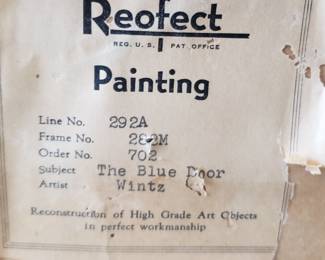 Reofect
REG. U.S. PAT. OFFICE
Painting
Line No. 292A
Frame No. 282M
Order No. 702
Subject The Blue Door
Artist Wintz
Reconstruction of High Grade Art Objects
in perfect workmanship